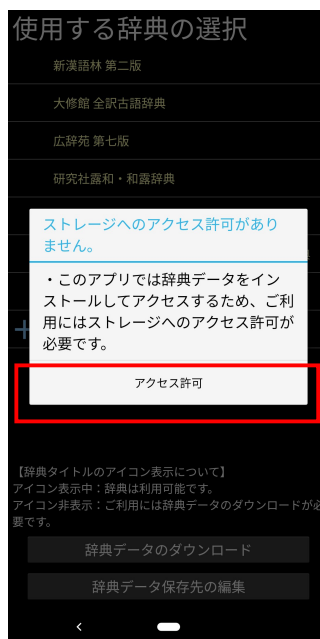 使用する辞典の選択
新漢語林 第二版
大修館 全訳古語辞典
広辞苑 第七版
研究社露和・和露辞典
ストレージへのアクセス許可があり
ません。
・このアプリでは辞典データをイン
ストールしてアクセスするため、ご利
用にはストレージへのアクセス許可が
必要です。
アクセス許可
【辞典タイトルのアイコン表示について】
アイコン表示中：辞典は利用可能です。
アイコン非表示：ご利用には辞典データのダウンロードが必
要です。
辞典データのダウンロード
辞典データ保存先の編集